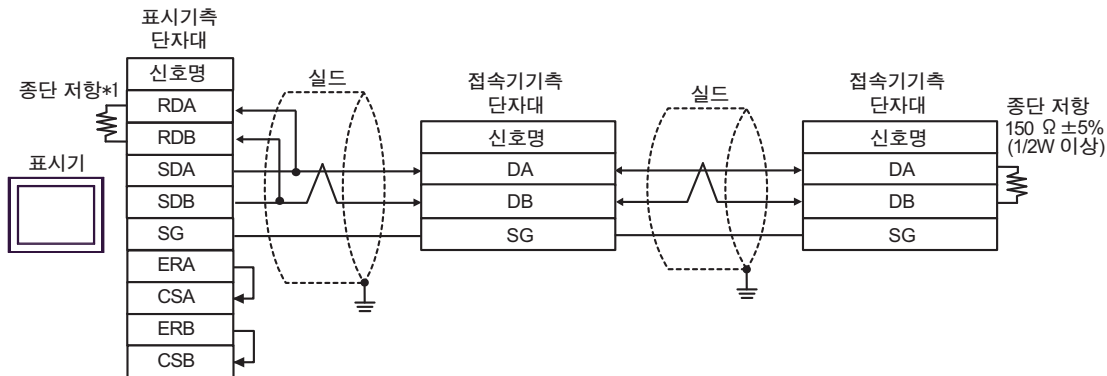 표시기측
단자대
신호명
종단 저항*1
RDA
RDB
표시기
SDA
SDB
SG
ERA
CSA
ERB
CSB
실드
접속기기측
단자대
신호명
DA
DB
SG
실드
접속기기측
단자대
신호명
DA
DB
SG
종단 저항
150 Ω ±5%
(1/2W 이상)